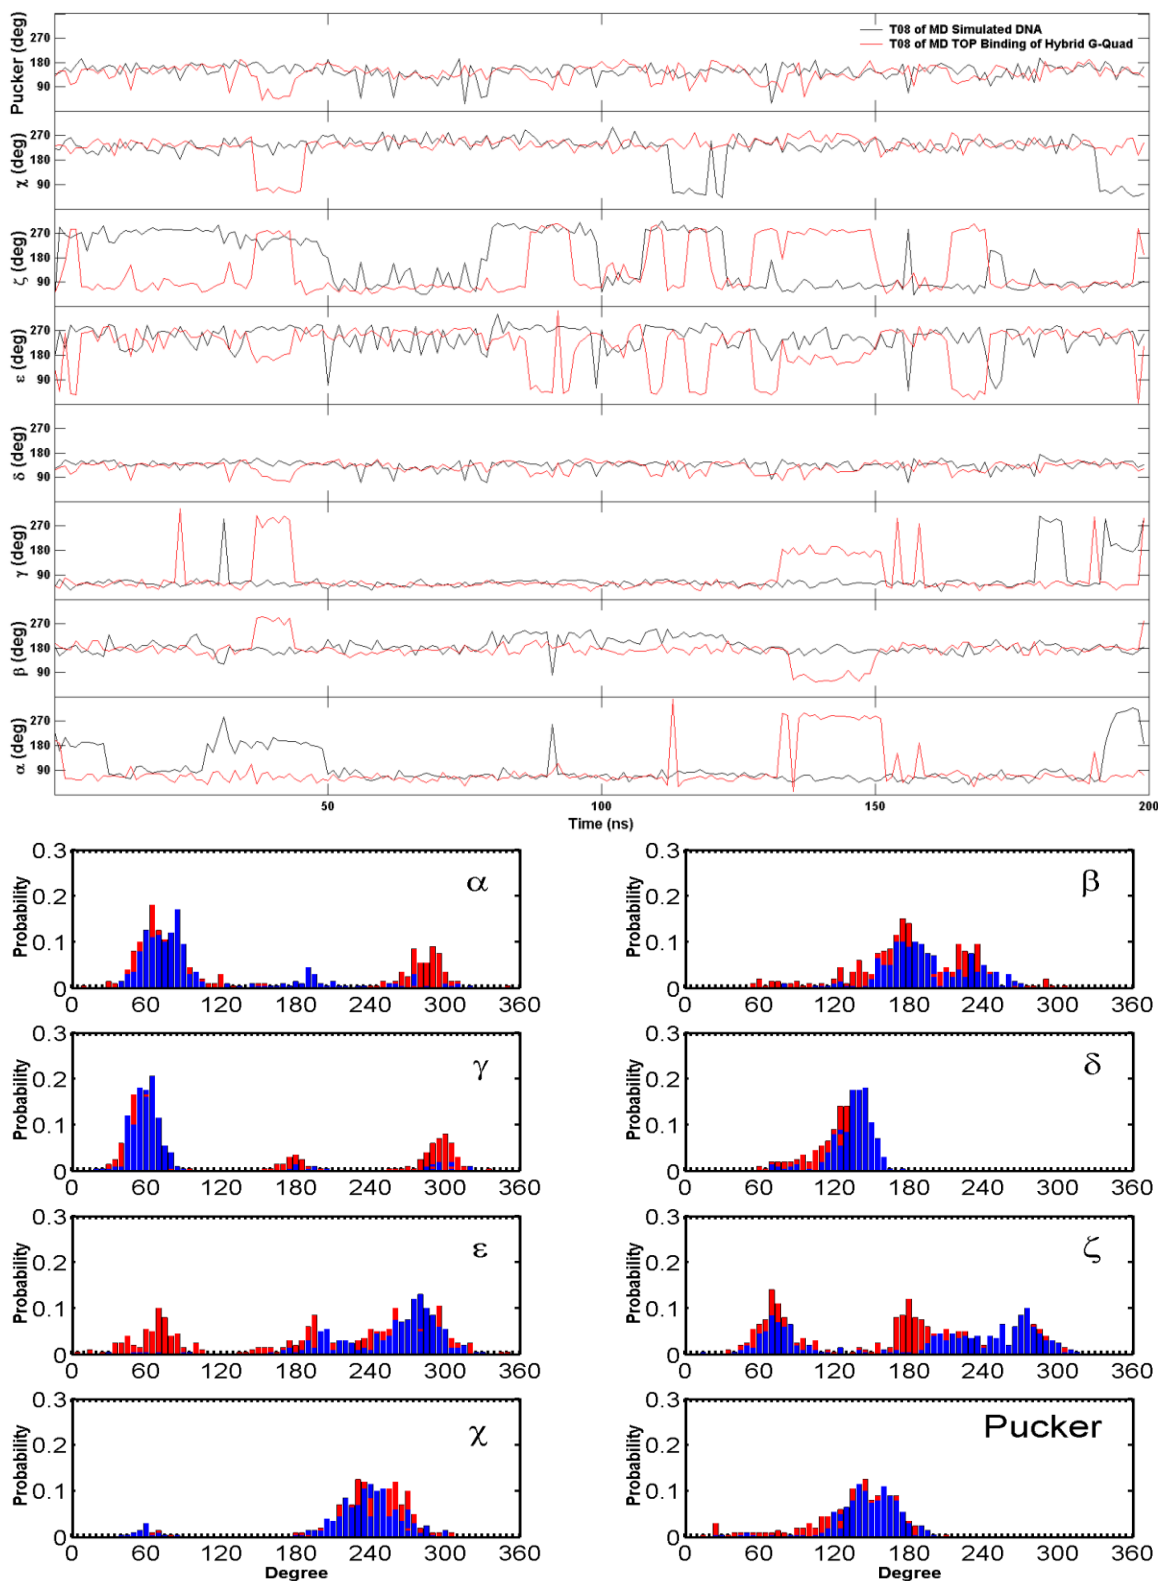 T08 of MD Simulated DNA
T08 of MD TOP Binding of Hybrid G-Quad
Pucker (deg)
270
180
90
χ (deg)
270
180
90
ζ (deg)
270
180
90
ε (deg)
270
180
90
δ (deg)
270
180
90
γ (deg)
270
180
90
β (deg)
270
180
90
α (deg)
270
180
90
50 100 150 200
Time (ns)
Probability
0.3
0.2
0.1
0
α
0 60 120 180 240 300 360
Probability
0.3
0.2
0.1
0
β
0 60 120 180 240 300 360
Probability
0.3
0.2
0.1
0
γ
0 60 120 180 240 300 360
Probability
0.3
0.2
0.1
0
δ
0 60 120 180 240 300 360
Probability
0.3
0.2
0.1
0
ε
0 60 120 180 240 300 360
Probability
0.3
0.2
0.1
0
ζ
0 60 120 180 240 300 360
Probability
0.3
0.2
0.1
0
χ
0 60 120 180 240 300 360
Degree
Probability
0.3
0.2
0.1
0
Pucker
0 60 120 180 240 300 360
Degree